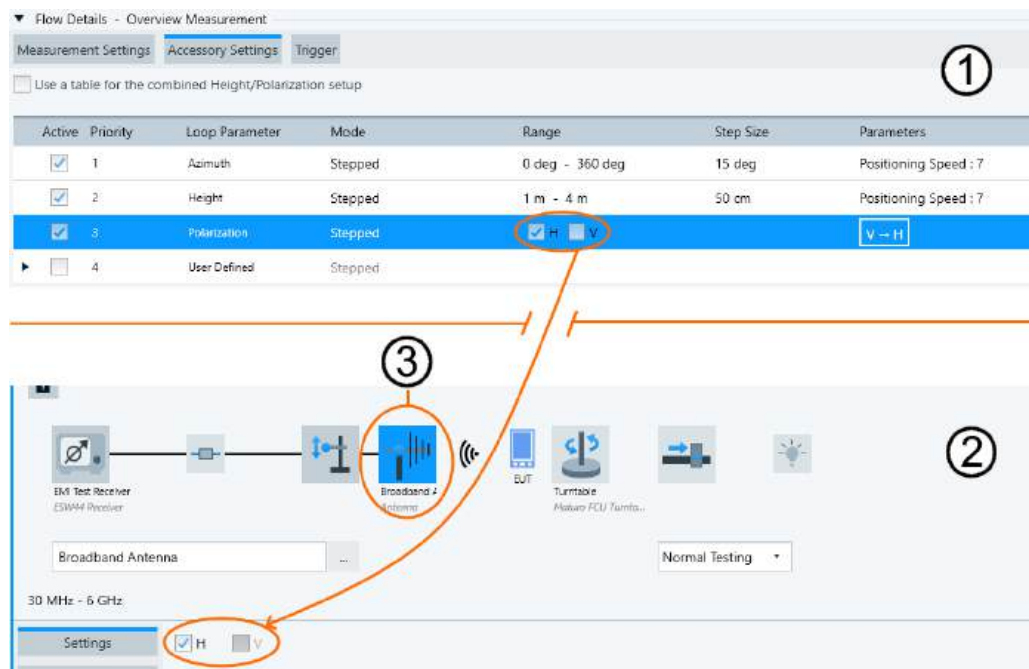 Flow Details - Overview Measurement
Measurement Settings Accessory Settings Trigger
1
Use a table for the combined Height/Polarization setup
Active Priority Loop Parameter Mode Range Step Size Parameters
1 Azimuth Stepped 0 deg - 360 deg 15 deg Positioning Speed : 7
2 Height Stepped 1 m - 4 m 50 cm Positioning Speed : 7
3 Polarization Stepped H V V → H
4 User Defined Stepped
3
2
EMI Test Receiver Broadband A EUT Turntable
ESW44 Receiver Antenna Maturo FCU Turnta...
Broadband Antenna ... Normal Testing
30 MHz - 6 GHz
Settings H V